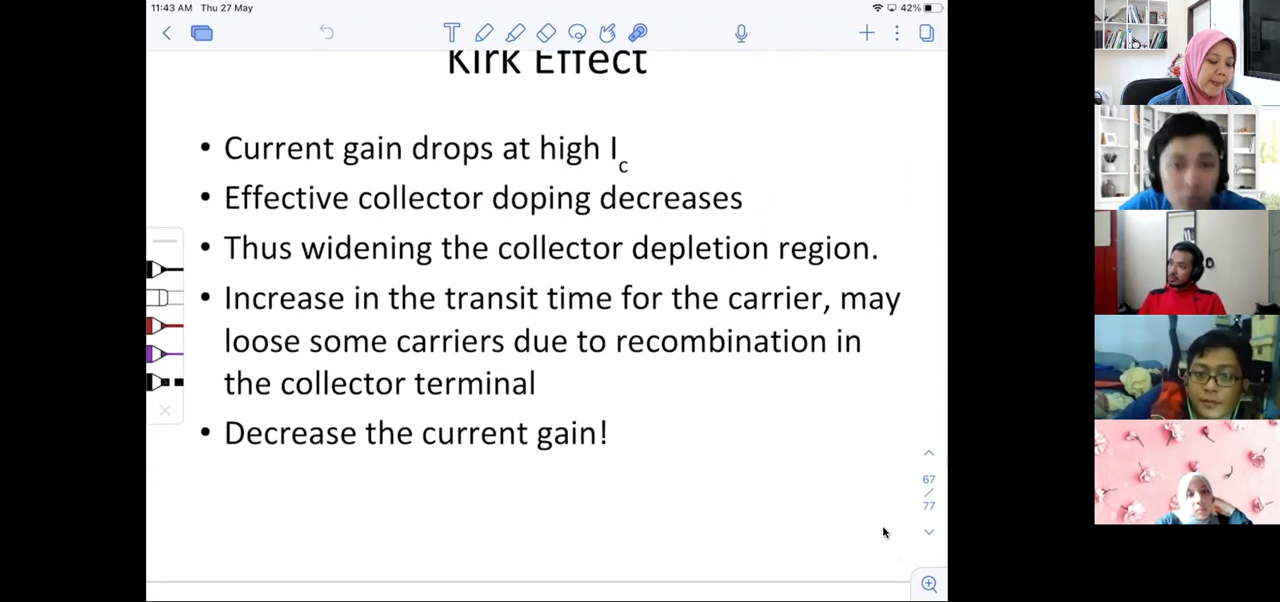 11:43 AM Thu 27 May
42%
Kirk Effect
• Current gain drops at high Ic
• Effective collector doping decreases
• Thus widening the collector depletion region.
• Increase in the transit time for the carrier, may
loose some carriers due to recombination in
the collector terminal
• Decrease the current gain!
67
/
77